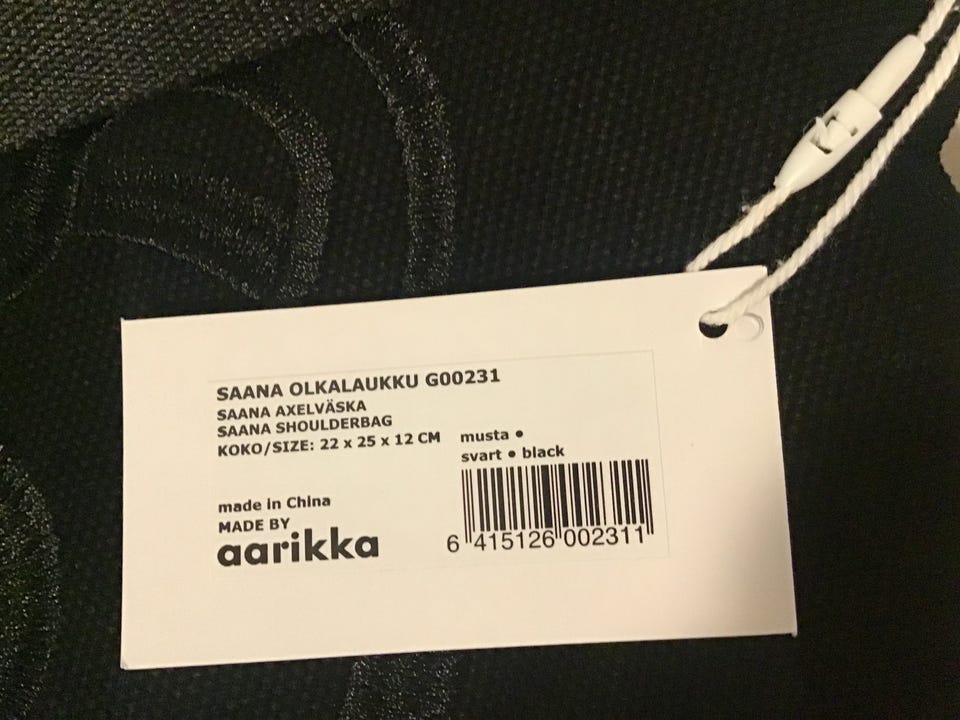 SAANA OLKALAUKKU G00231
SAANA AXELVÄSKA
SAANA SHOULDERBAG
KOKO/SIZE: 22 x 25 x 12 CM
musta •
svart • black
made in China
MADE BY
aarikka
6 415126 002311